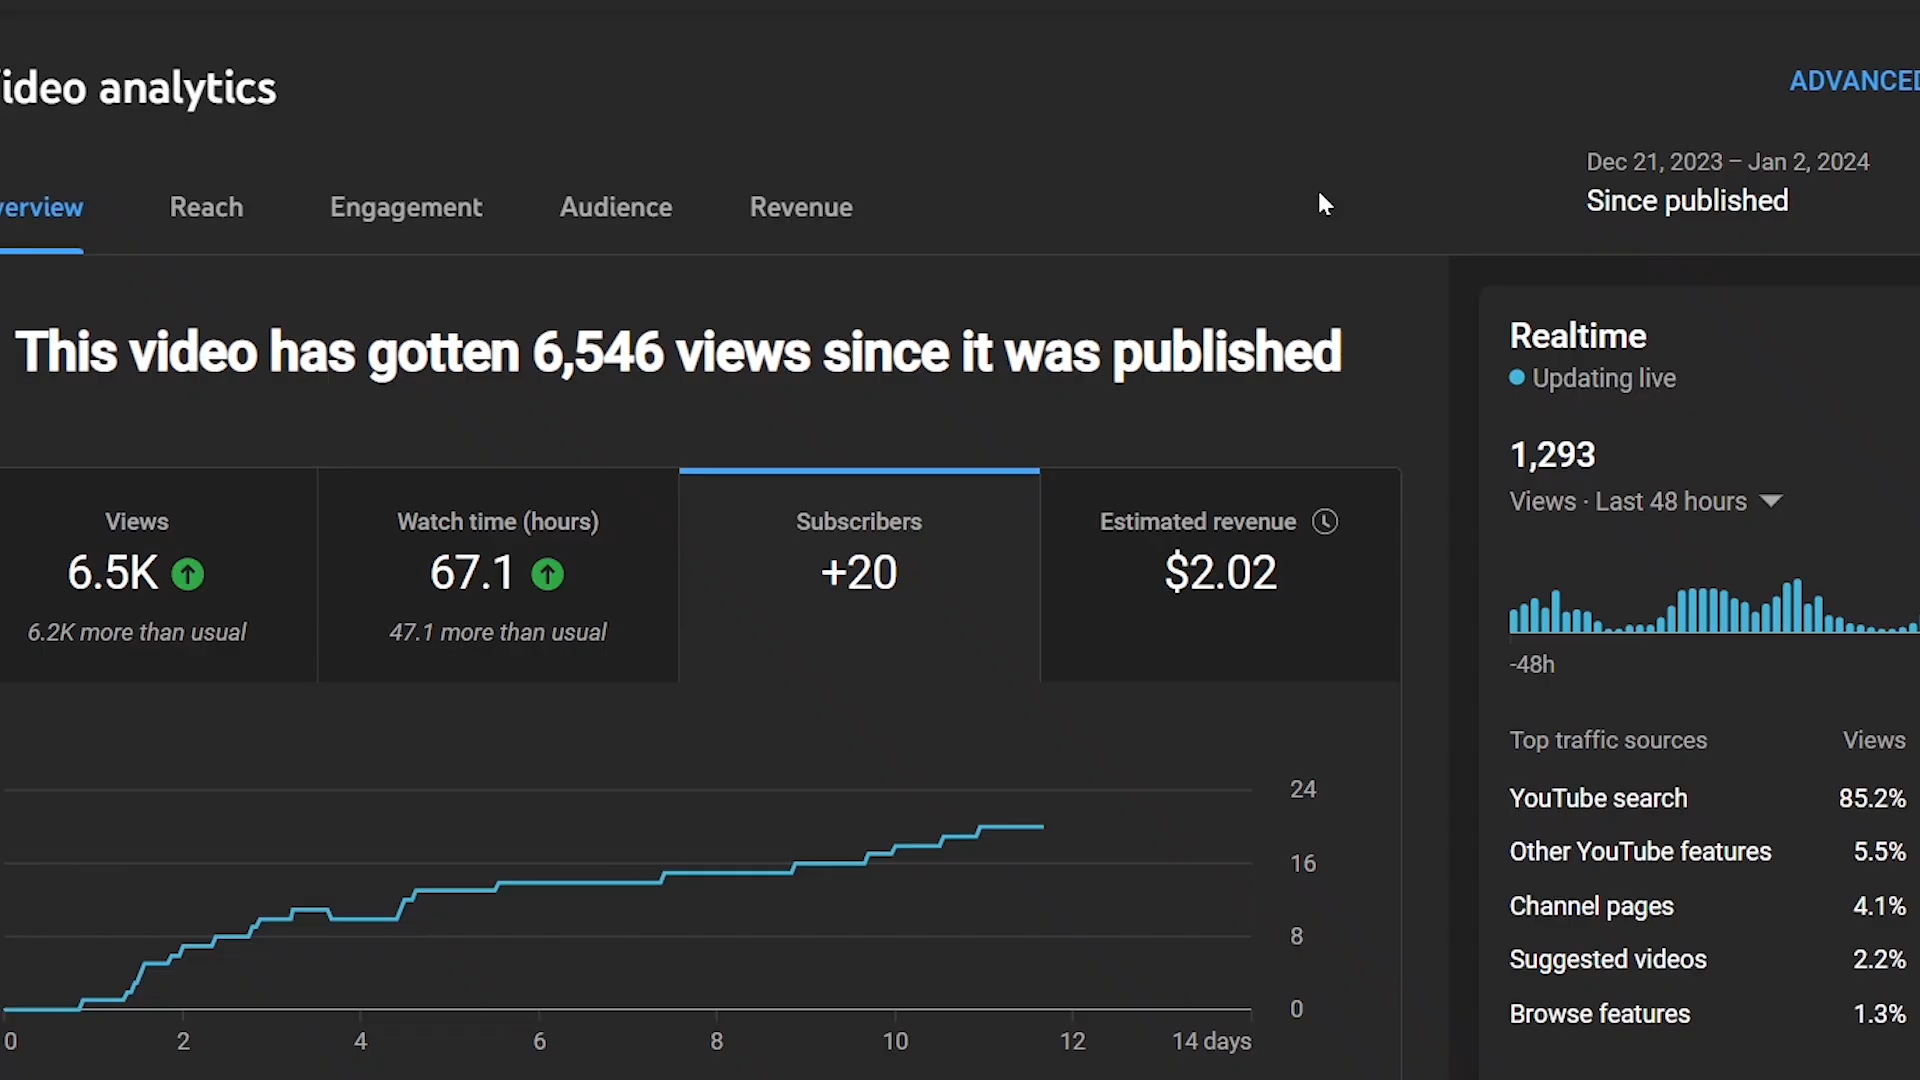 ideo analytics
ADVANCED
Dec 21, 2023 – Jan 2, 2024
Since published
verview
Reach
Engagement
Audience
Revenue
This video has gotten 6,546 views since it was published
Views
6.5K
6.2K more than usual
Watch time (hours)
67.1
47.1 more than usual
Subscribers
+20
Estimated revenue
$2.02
24
16
8
0
0 2 4 6 8 10 12 14 days
Realtime
Updating live
1,293
Views · Last 48 hours
-48h
Top traffic sources Views
YouTube search 85.2%
Other YouTube features 5.5%
Channel pages 4.1%
Suggested videos 2.2%
Browse features 1.3%